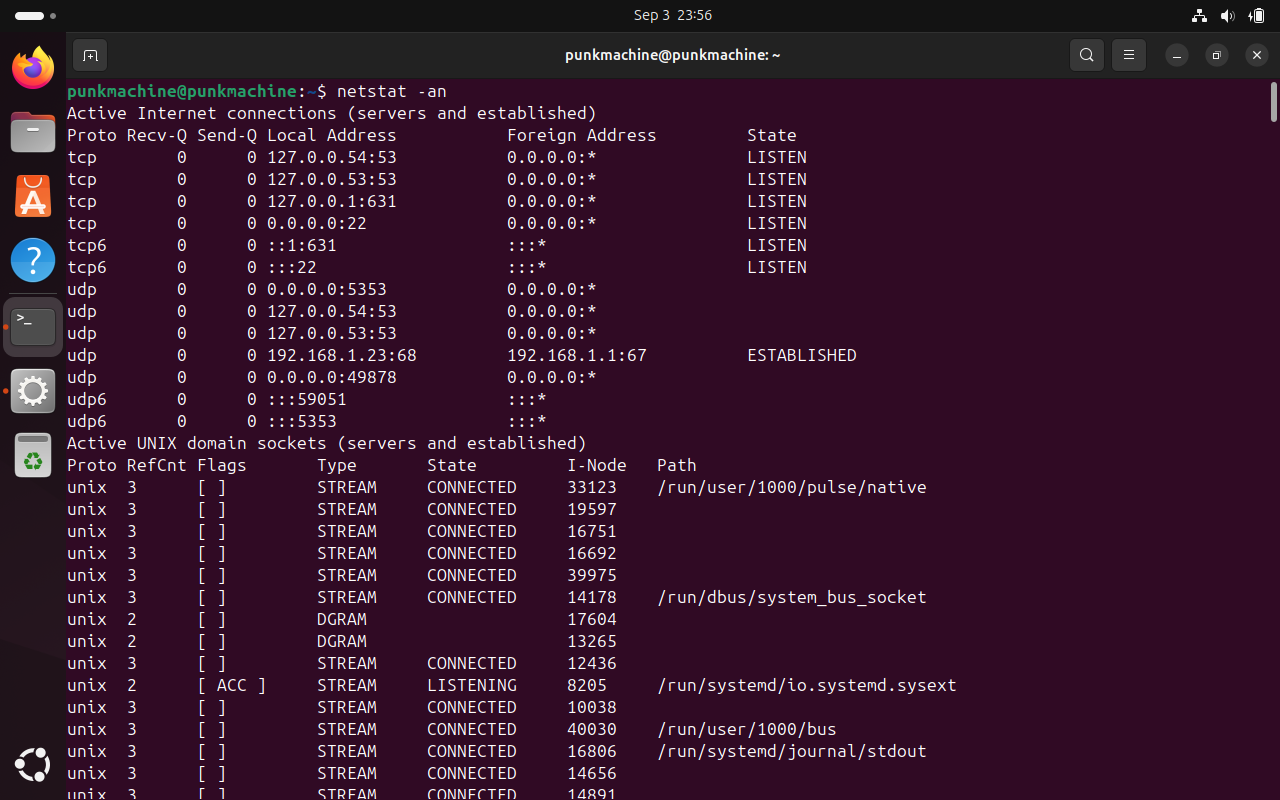 Sep 3 23:56
punkmachine@punkmachine: ~
punkmachine@punkmachine:~$ netstat -an
Active Internet connections (servers and established)
Proto Recv-Q Send-Q Local Address           Foreign Address         State
tcp        0      0 127.0.0.54:53           0.0.0.0:*               LISTEN
tcp        0      0 127.0.0.53:53           0.0.0.0:*               LISTEN
tcp        0      0 127.0.0.1:631           0.0.0.0:*               LISTEN
tcp        0      0 0.0.0.0:22              0.0.0.0:*               LISTEN
tcp6       0      0 ::1:631                 :::*                    LISTEN
tcp6       0      0 :::22                   :::*                    LISTEN
udp        0      0 0.0.0.0:5353            0.0.0.0:*
udp        0      0 127.0.0.54:53           0.0.0.0:*
udp        0      0 127.0.0.53:53           0.0.0.0:*
udp        0      0 192.168.1.23:68         192.168.1.1:67          ESTABLISHED
udp        0      0 0.0.0.0:49878           0.0.0.0:*
udp6       0      0 :::59051                :::*
udp6       0      0 :::5353                 :::*
Active UNIX domain sockets (servers and established)
Proto RefCnt Flags       Type       State         I-Node   Path
unix  3      [ ]         STREAM     CONNECTED     33123    /run/user/1000/pulse/native
unix  3      [ ]         STREAM     CONNECTED     19597
unix  3      [ ]         STREAM     CONNECTED     16751
unix  3      [ ]         STREAM     CONNECTED     16692
unix  3      [ ]         STREAM     CONNECTED     39975
unix  3      [ ]         STREAM     CONNECTED     14178    /run/dbus/system_bus_socket
unix  2      [ ]         DGRAM                    17604
unix  2      [ ]         DGRAM                    13265
unix  3      [ ]         STREAM     CONNECTED     12436
unix  2      [ ACC ]     STREAM     LISTENING     8205     /run/systemd/io.systemd.sysext
unix  3      [ ]         STREAM     CONNECTED     10038
unix  3      [ ]         STREAM     CONNECTED     40030    /run/user/1000/bus
unix  3      [ ]         STREAM     CONNECTED     16806    /run/systemd/journal/stdout
unix  3      [ ]         STREAM     CONNECTED     14656
unix  3      [ ]         STREAM     CONNECTED     14891